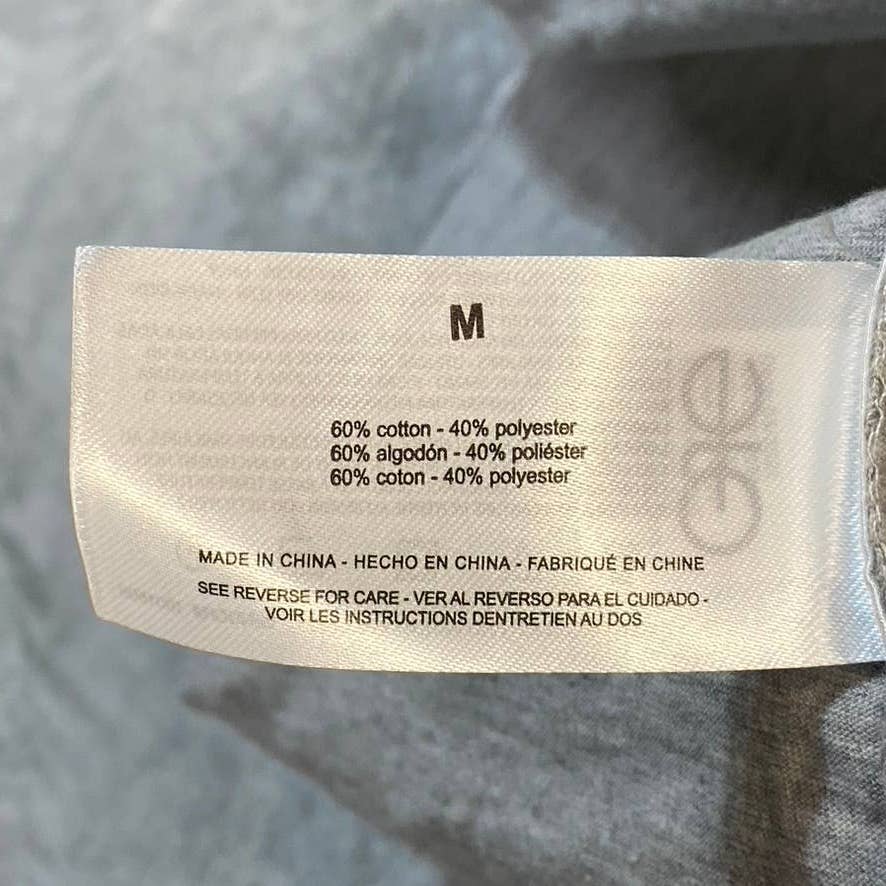 M
60% cotton - 40% polyester
60% algodón - 40% poliéster
60% coton - 40% polyester
MADE IN CHINA - HECHO EN CHINA - FABRIQUÉ EN CHINE
SEE REVERSE FOR CARE - VER AL REVERSO PARA EL CUIDADO -
VOIR LES INSTRUCTIONS DENTRETIEN AU DOS